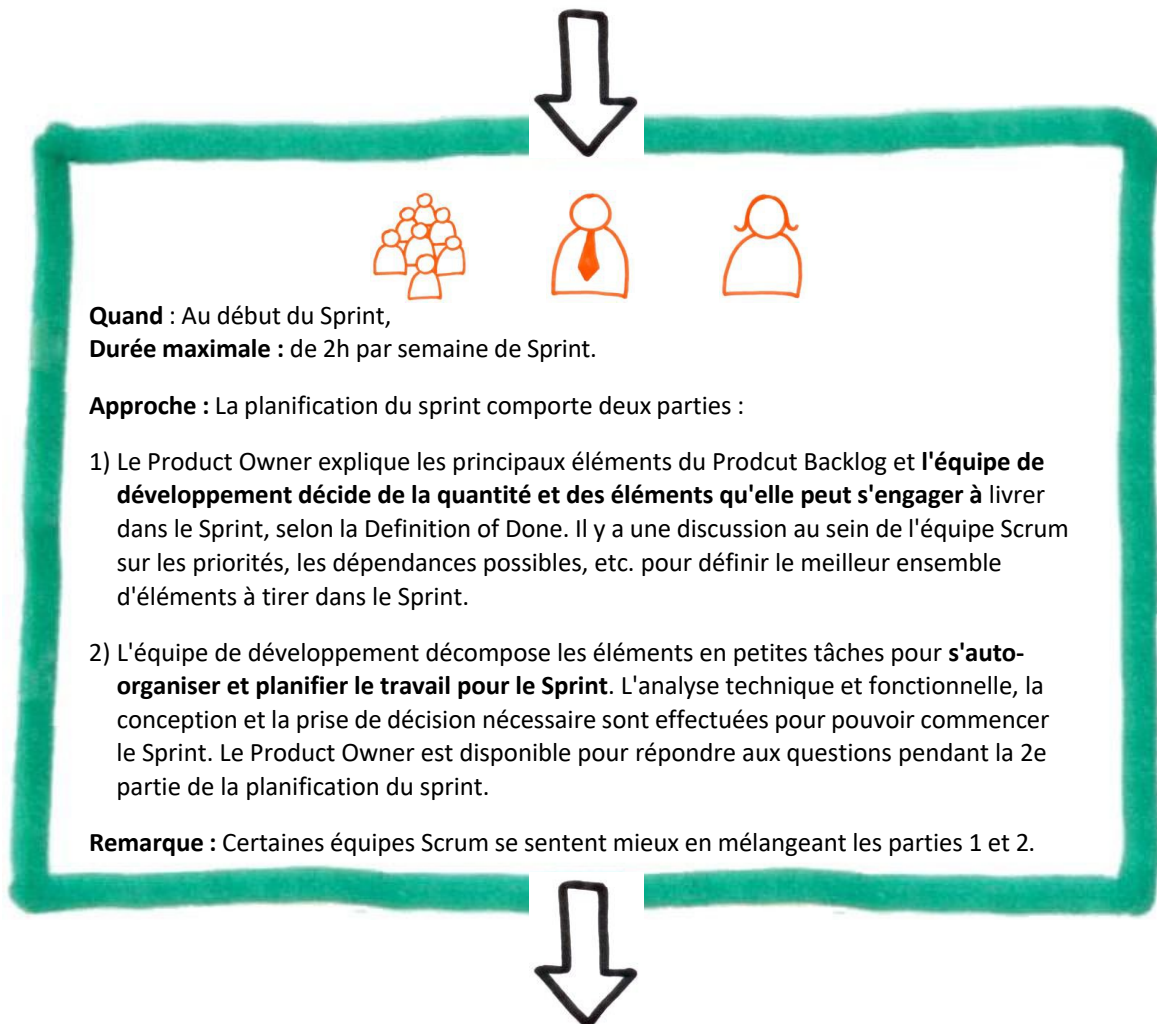 Quand : Au début du Sprint,
Durée maximale : de 2h par semaine de Sprint.
Approche : La planification du sprint comporte deux parties :
1) Le Product Owner explique les principaux éléments du Prodcut Backlog et l'équipe de
développement décide de la quantité et des éléments qu'elle peut s'engager à livrer
dans le Sprint, selon la Definition of Done. Il y a une discussion au sein de l'équipe Scrum
sur les priorités, les dépendances possibles, etc. pour définir le meilleur ensemble
d'éléments à tirer dans le Sprint.
2) L'équipe de développement décompose les éléments en petites tâches pour s'auto-
organiser et planifier le travail pour le Sprint. L'analyse technique et fonctionnelle, la
conception et la prise de décision nécessaire sont effectuées pour pouvoir commencer
le Sprint. Le Product Owner est disponible pour répondre aux questions pendant la 2e
partie de la planification du sprint.
Remarque : Certaines équipes Scrum se sentent mieux en mélangeant les parties 1 et 2.